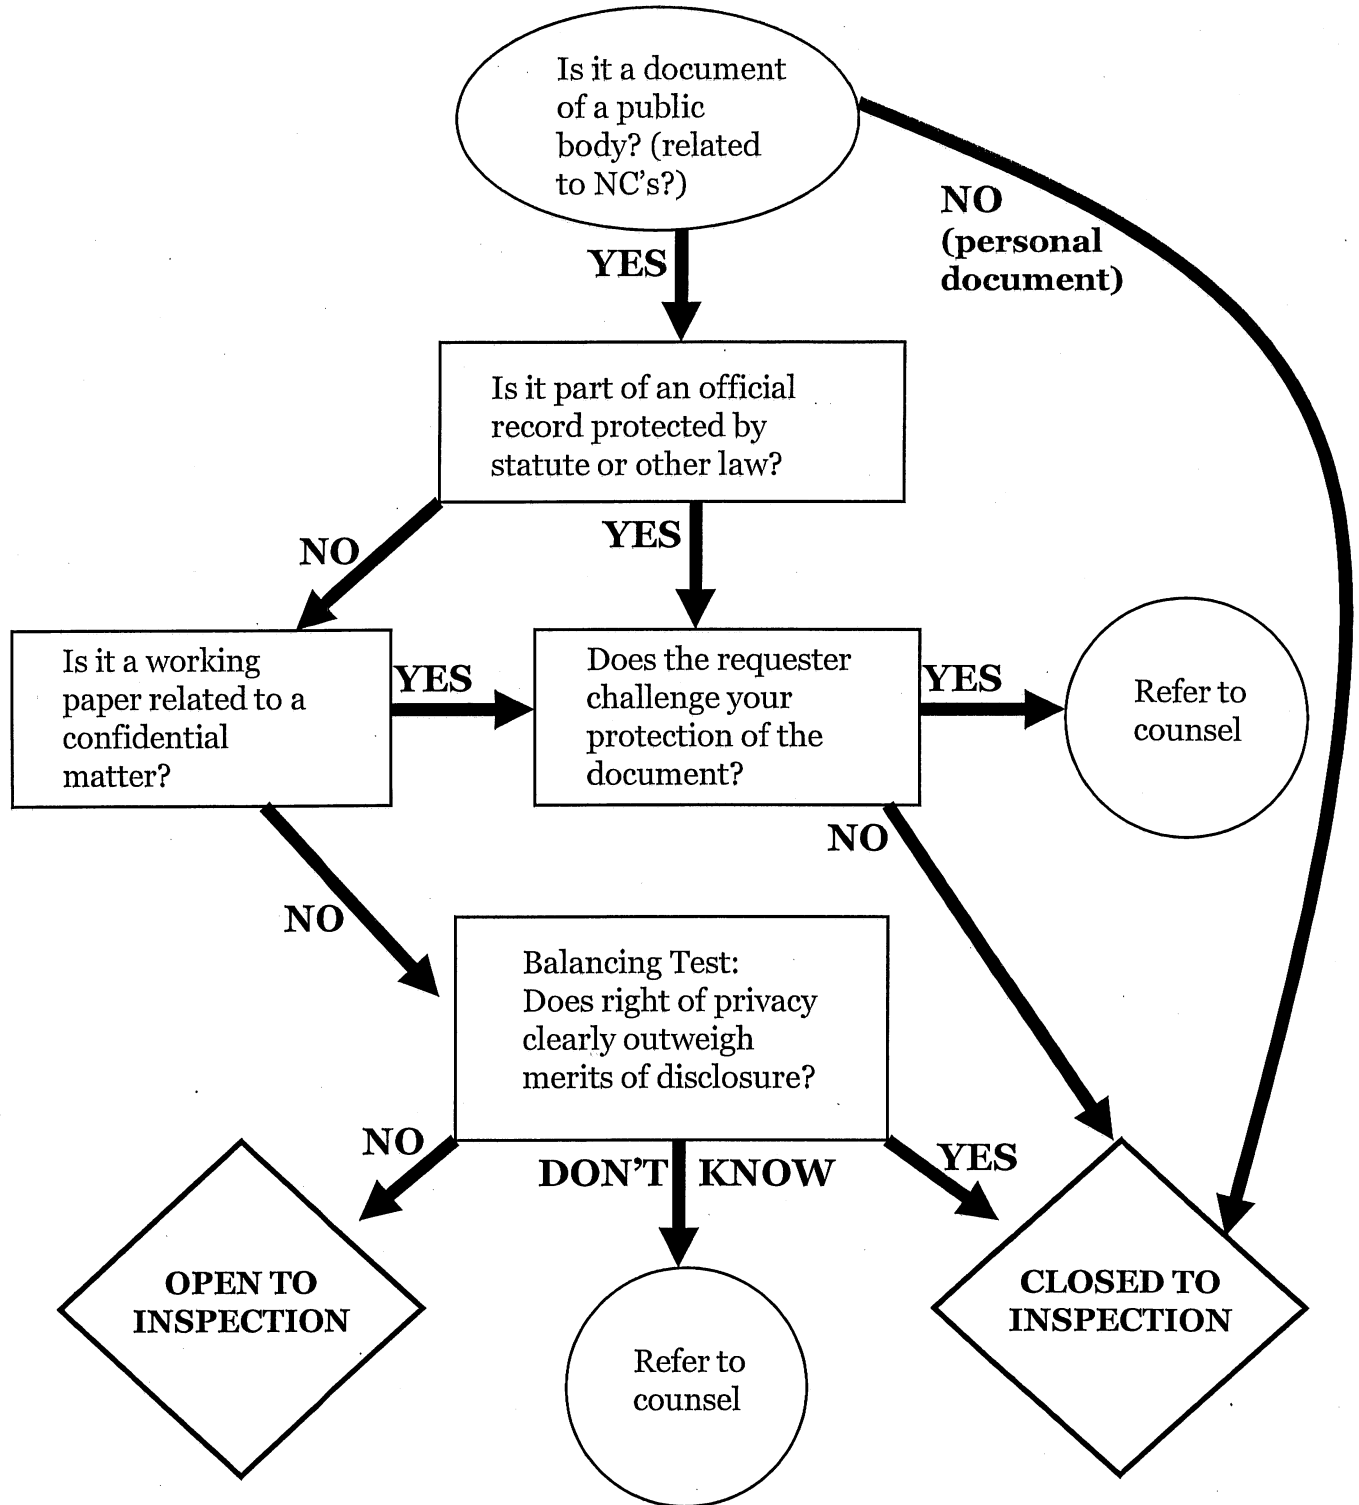 Is it a document
of a public
body? (related
to NC's?)
NO
(personal
document)
YES
Is it part of an official
record protected by
statute or other law?
NO
YES
Is it a working
paper related to a
confidential
matter?
YES
Does the requester
challenge your
protection of the
document?
YES
Refer to
counsel
NO
NO
Balancing Test:
Does right of privacy
clearly outweigh
merits of disclosure?
NO
DON'T KNOW
YES
OPEN TO
INSPECTION
Refer to
counsel
CLOSED TO
INSPECTION